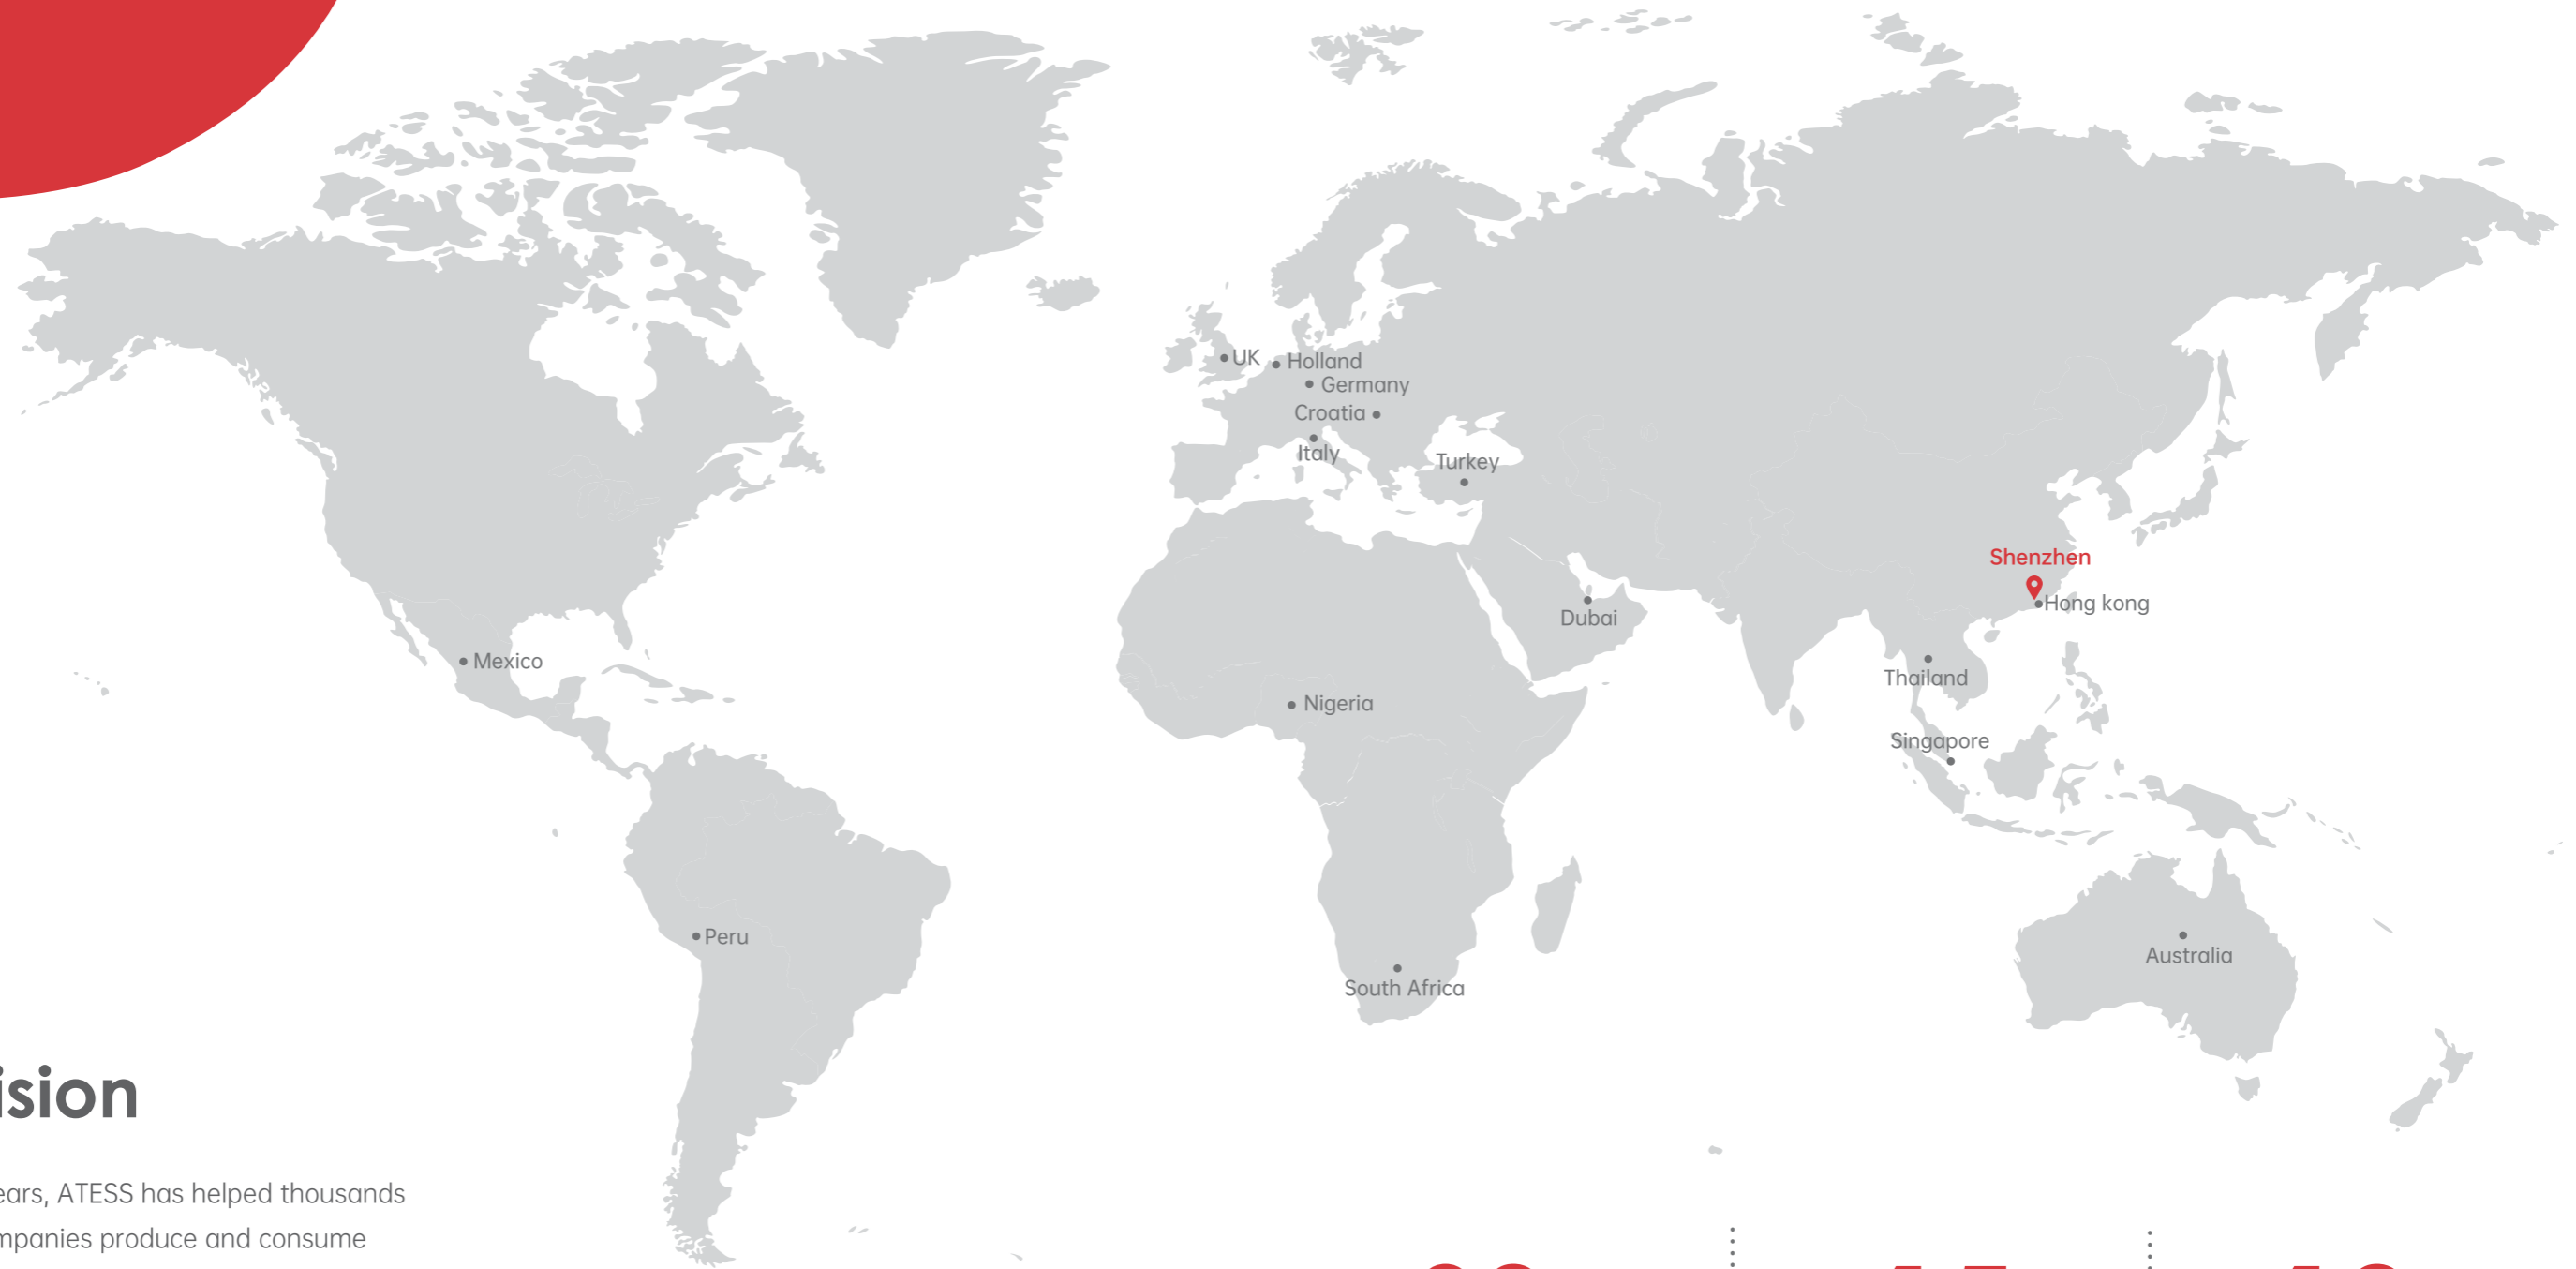 UK
Holland
Germany
Croatia
Italy
Turkey
Shenzhen
Hong kong
Dubai
Mexico
Thailand
Nigeria
Singapore
Peru
Australia
South Africa
ision
ears, ATESS has helped thousands
mpanies produce and consume